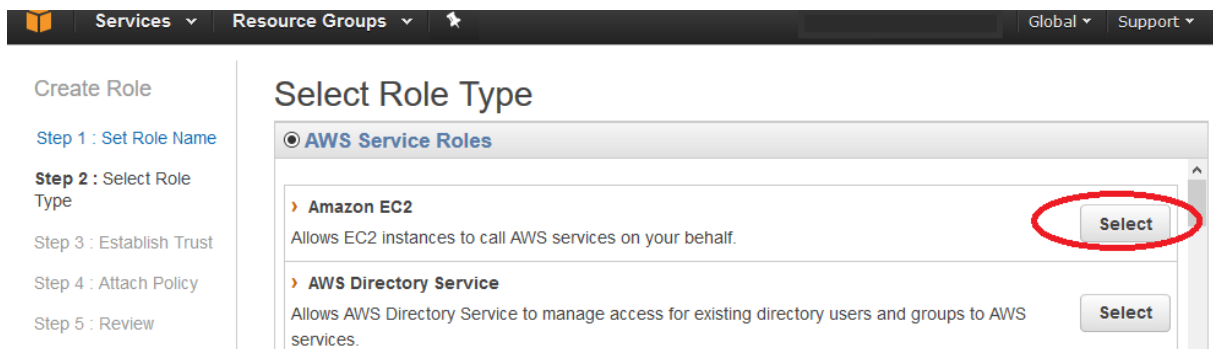 Services Resource Groups Global Support
Create Role
Step 1 : Set Role Name
Step 2 : Select Role
Type
Step 3 : Establish Trust
Step 4 : Attach Policy
Step 5 : Review
Select Role Type
AWS Service Roles
› Amazon EC2
Allows EC2 instances to call AWS services on your behalf.
Select
› AWS Directory Service
Allows AWS Directory Service to manage access for existing directory users and groups to AWS
services.
Select